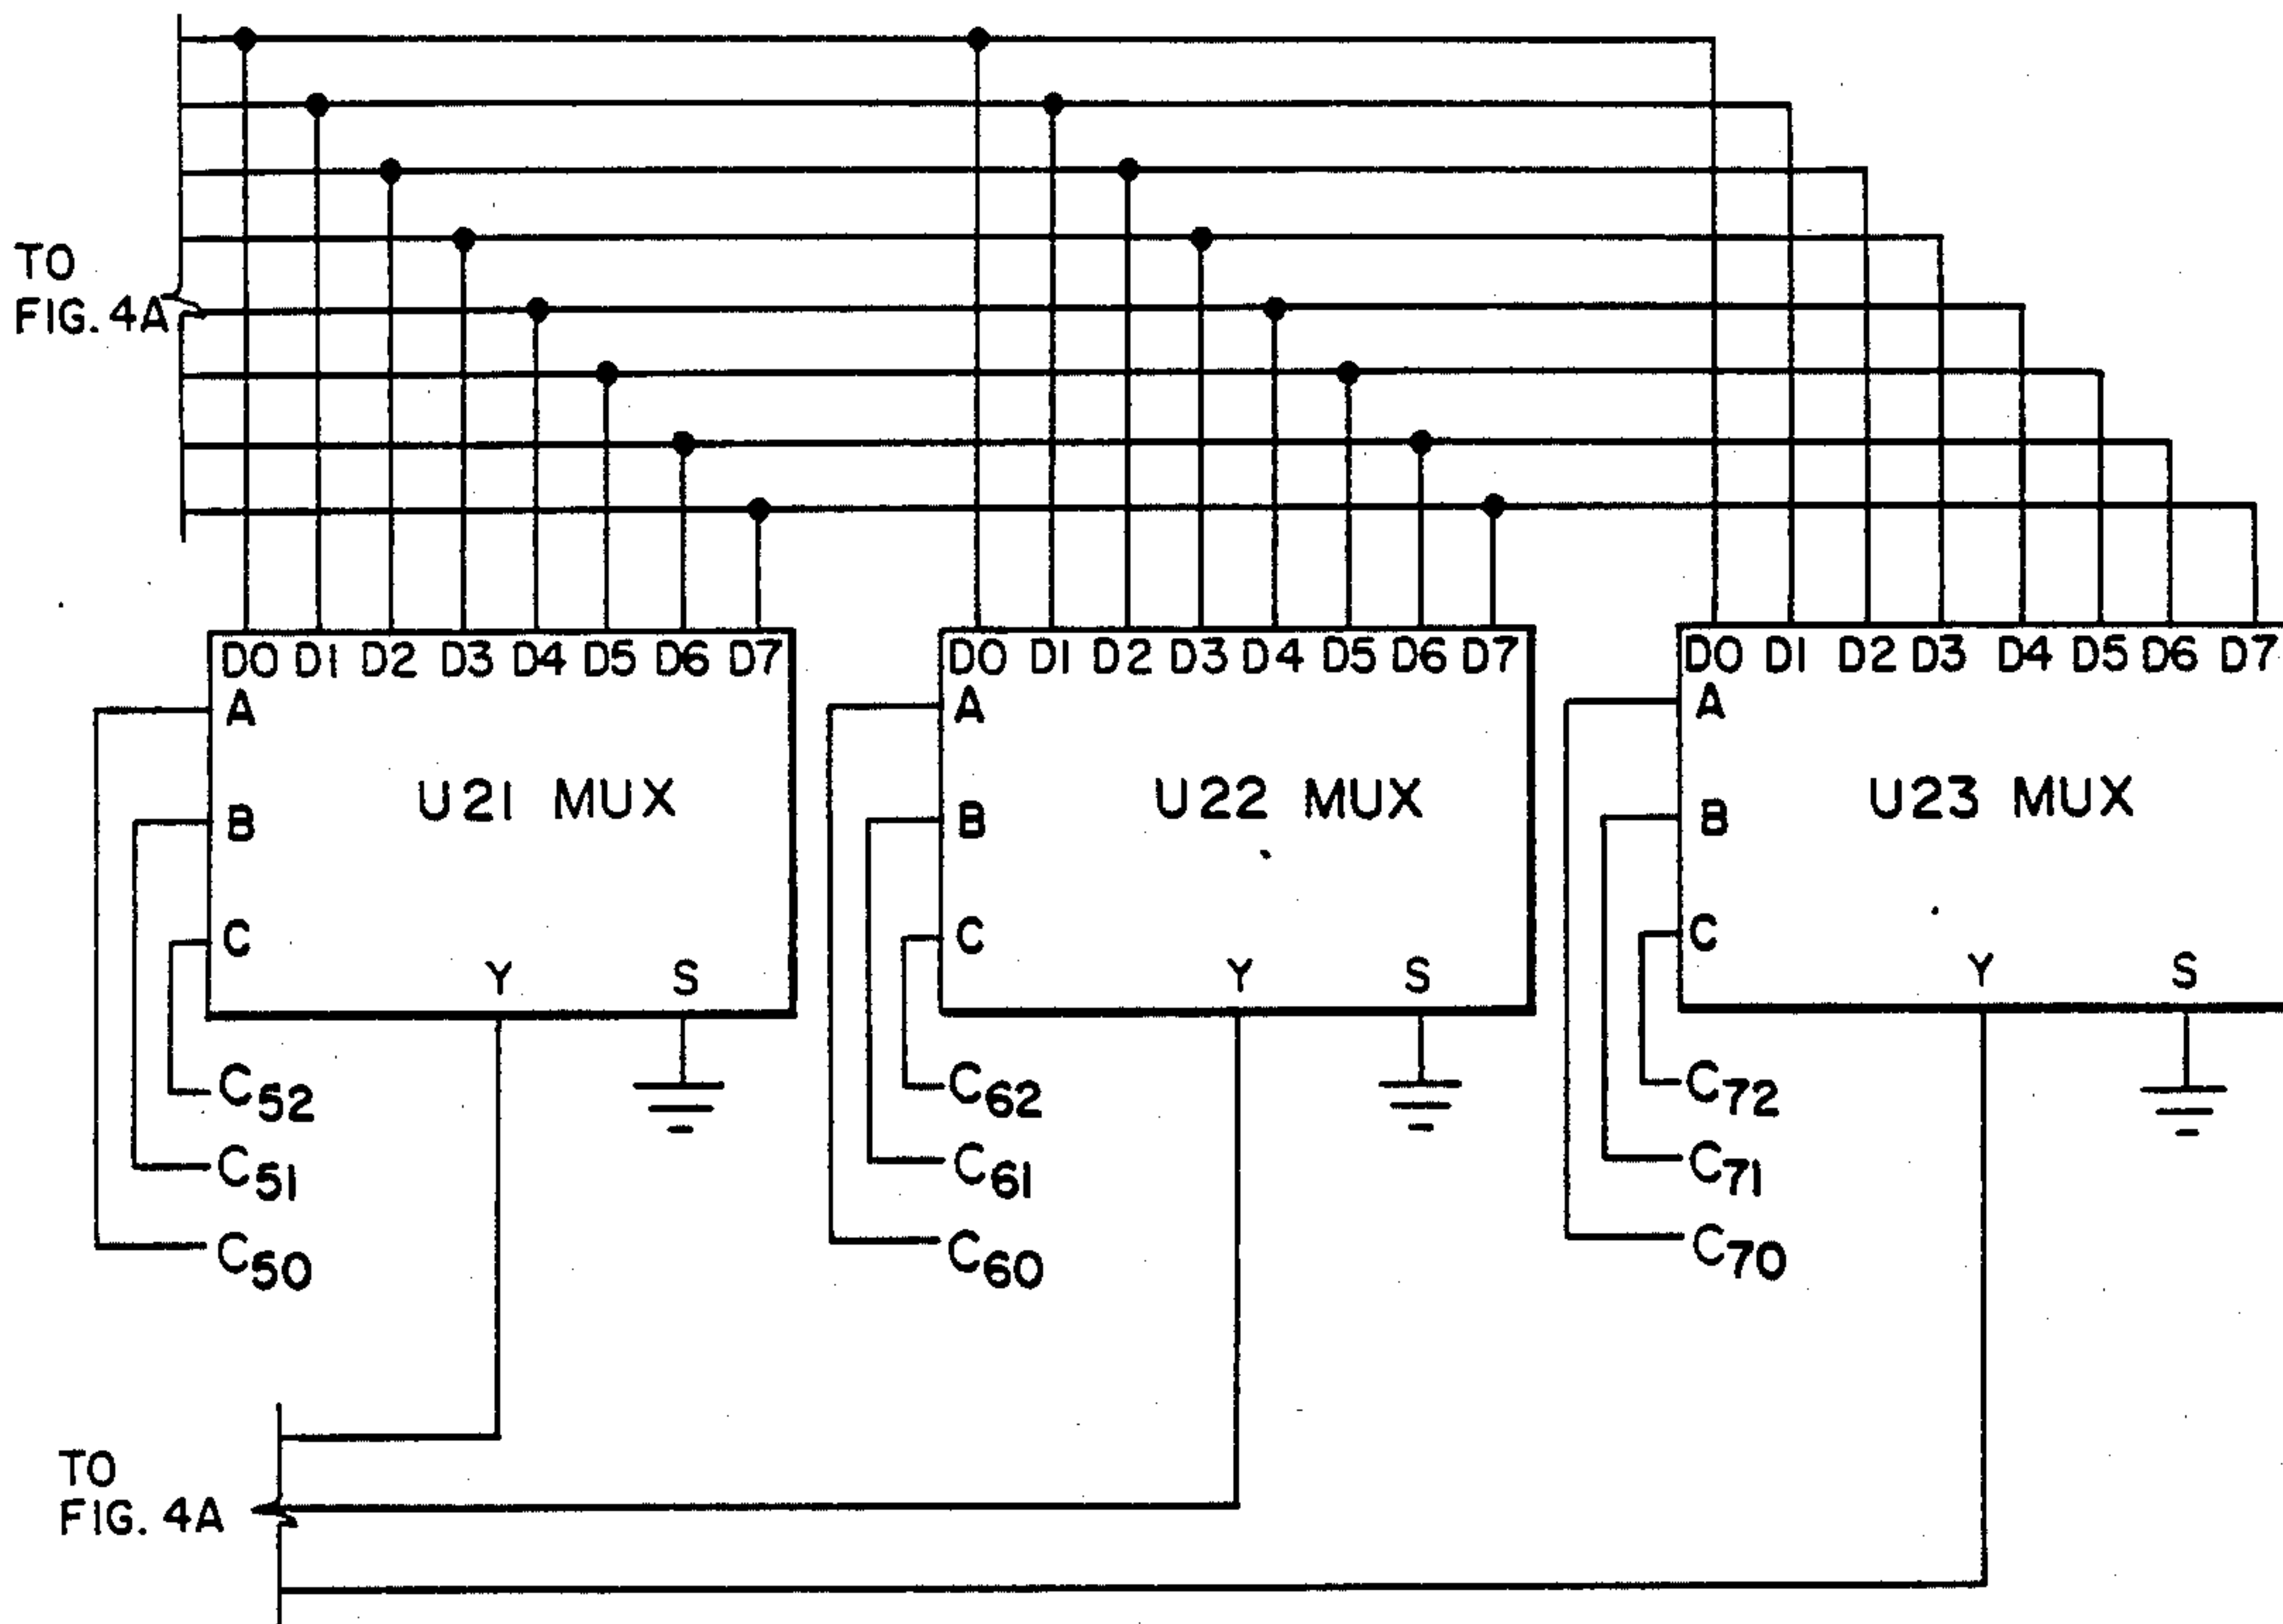 TO
FIG. 4A
D0 D1 D2 D3 D4 D5 D6 D7
A
B
C
U21 MUX
Y
S
C52
C51
C50
D0 D1 D2 D3 D4 D5 D6 D7
A
B
C
U22 MUX
Y
S
C62
C61
C60
D0 D1 D2 D3 D4 D5 D6 D7
A
B
C
U23 MUX
Y
S
C72
C71
C70
TO
FIG. 4A